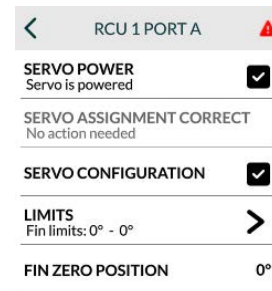 RCU 1 PORT A
SERVO POWER
Servo is powered
SERVO ASSIGNMENT CORRECT
No action needed
SERVO CONFIGURATION
LIMITS
Fin limits: 0° - 0°
FIN ZERO POSITION 0°